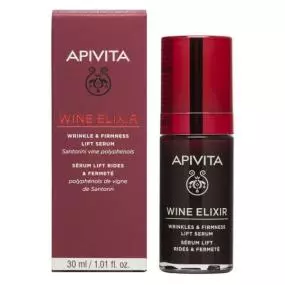 APIVITA
WINE ELIXIR
WRINKLE & FIRMNESS
LIFT SERUM
Santorini vine polyphenols
SÉRUM LIFT RIDES
& FERMETÉ
polyphénols de vigne
de Santorin
30 ml / 1.01 fl. oz.
APIVITA
WINE ELIXIR
WRINKLES & FIRMNESS
LIFT SERUM
SÉRUM LIFT
RIDES & FERMETÉ